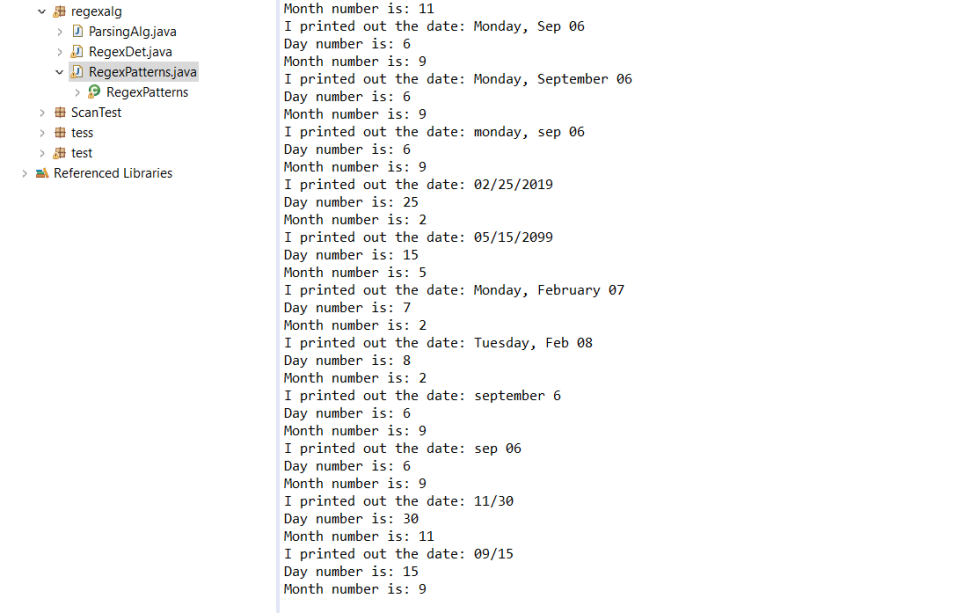 regexalg
ParsingAlg.java
RegexDet.java
RegexPatterns.java
RegexPatterns
ScanTest
tess
test
Referenced Libraries
Month number is: 11
I printed out the date: Monday, Sep 06
Day number is: 6
Month number is: 9
I printed out the date: Monday, September 06
Day number is: 6
Month number is: 9
I printed out the date: monday, sep 06
Day number is: 6
Month number is: 9
I printed out the date: 02/25/2019
Day number is: 25
Month number is: 2
I printed out the date: 05/15/2099
Day number is: 15
Month number is: 5
I printed out the date: Monday, February 07
Day number is: 7
Month number is: 2
I printed out the date: Tuesday, Feb 08
Day number is: 8
Month number is: 2
I printed out the date: september 6
Day number is: 6
Month number is: 9
I printed out the date: sep 06
Day number is: 6
Month number is: 9
I printed out the date: 11/30
Day number is: 30
Month number is: 11
I printed out the date: 09/15
Day number is: 15
Month number is: 9